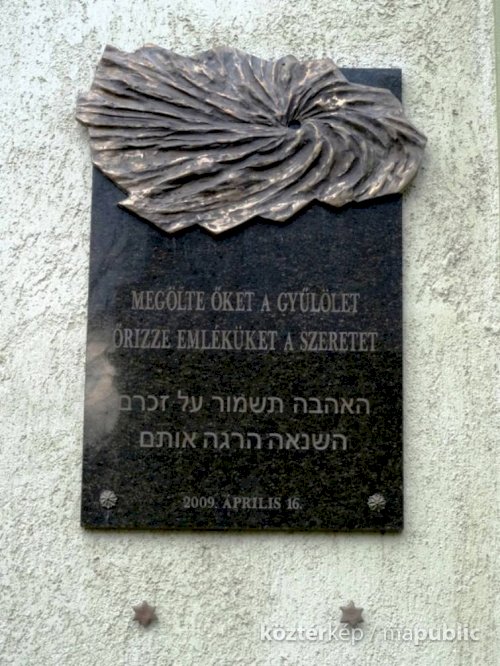 MEGÖLTE ŐKET A GYŰLÖLET
ŐRIZZE EMLÉKÜKET A SZERETET
האהבה תשמור על זכרם
השנאה הרגה אותם
2009. ÁPRILIS 16.
köztérkép / mapublic